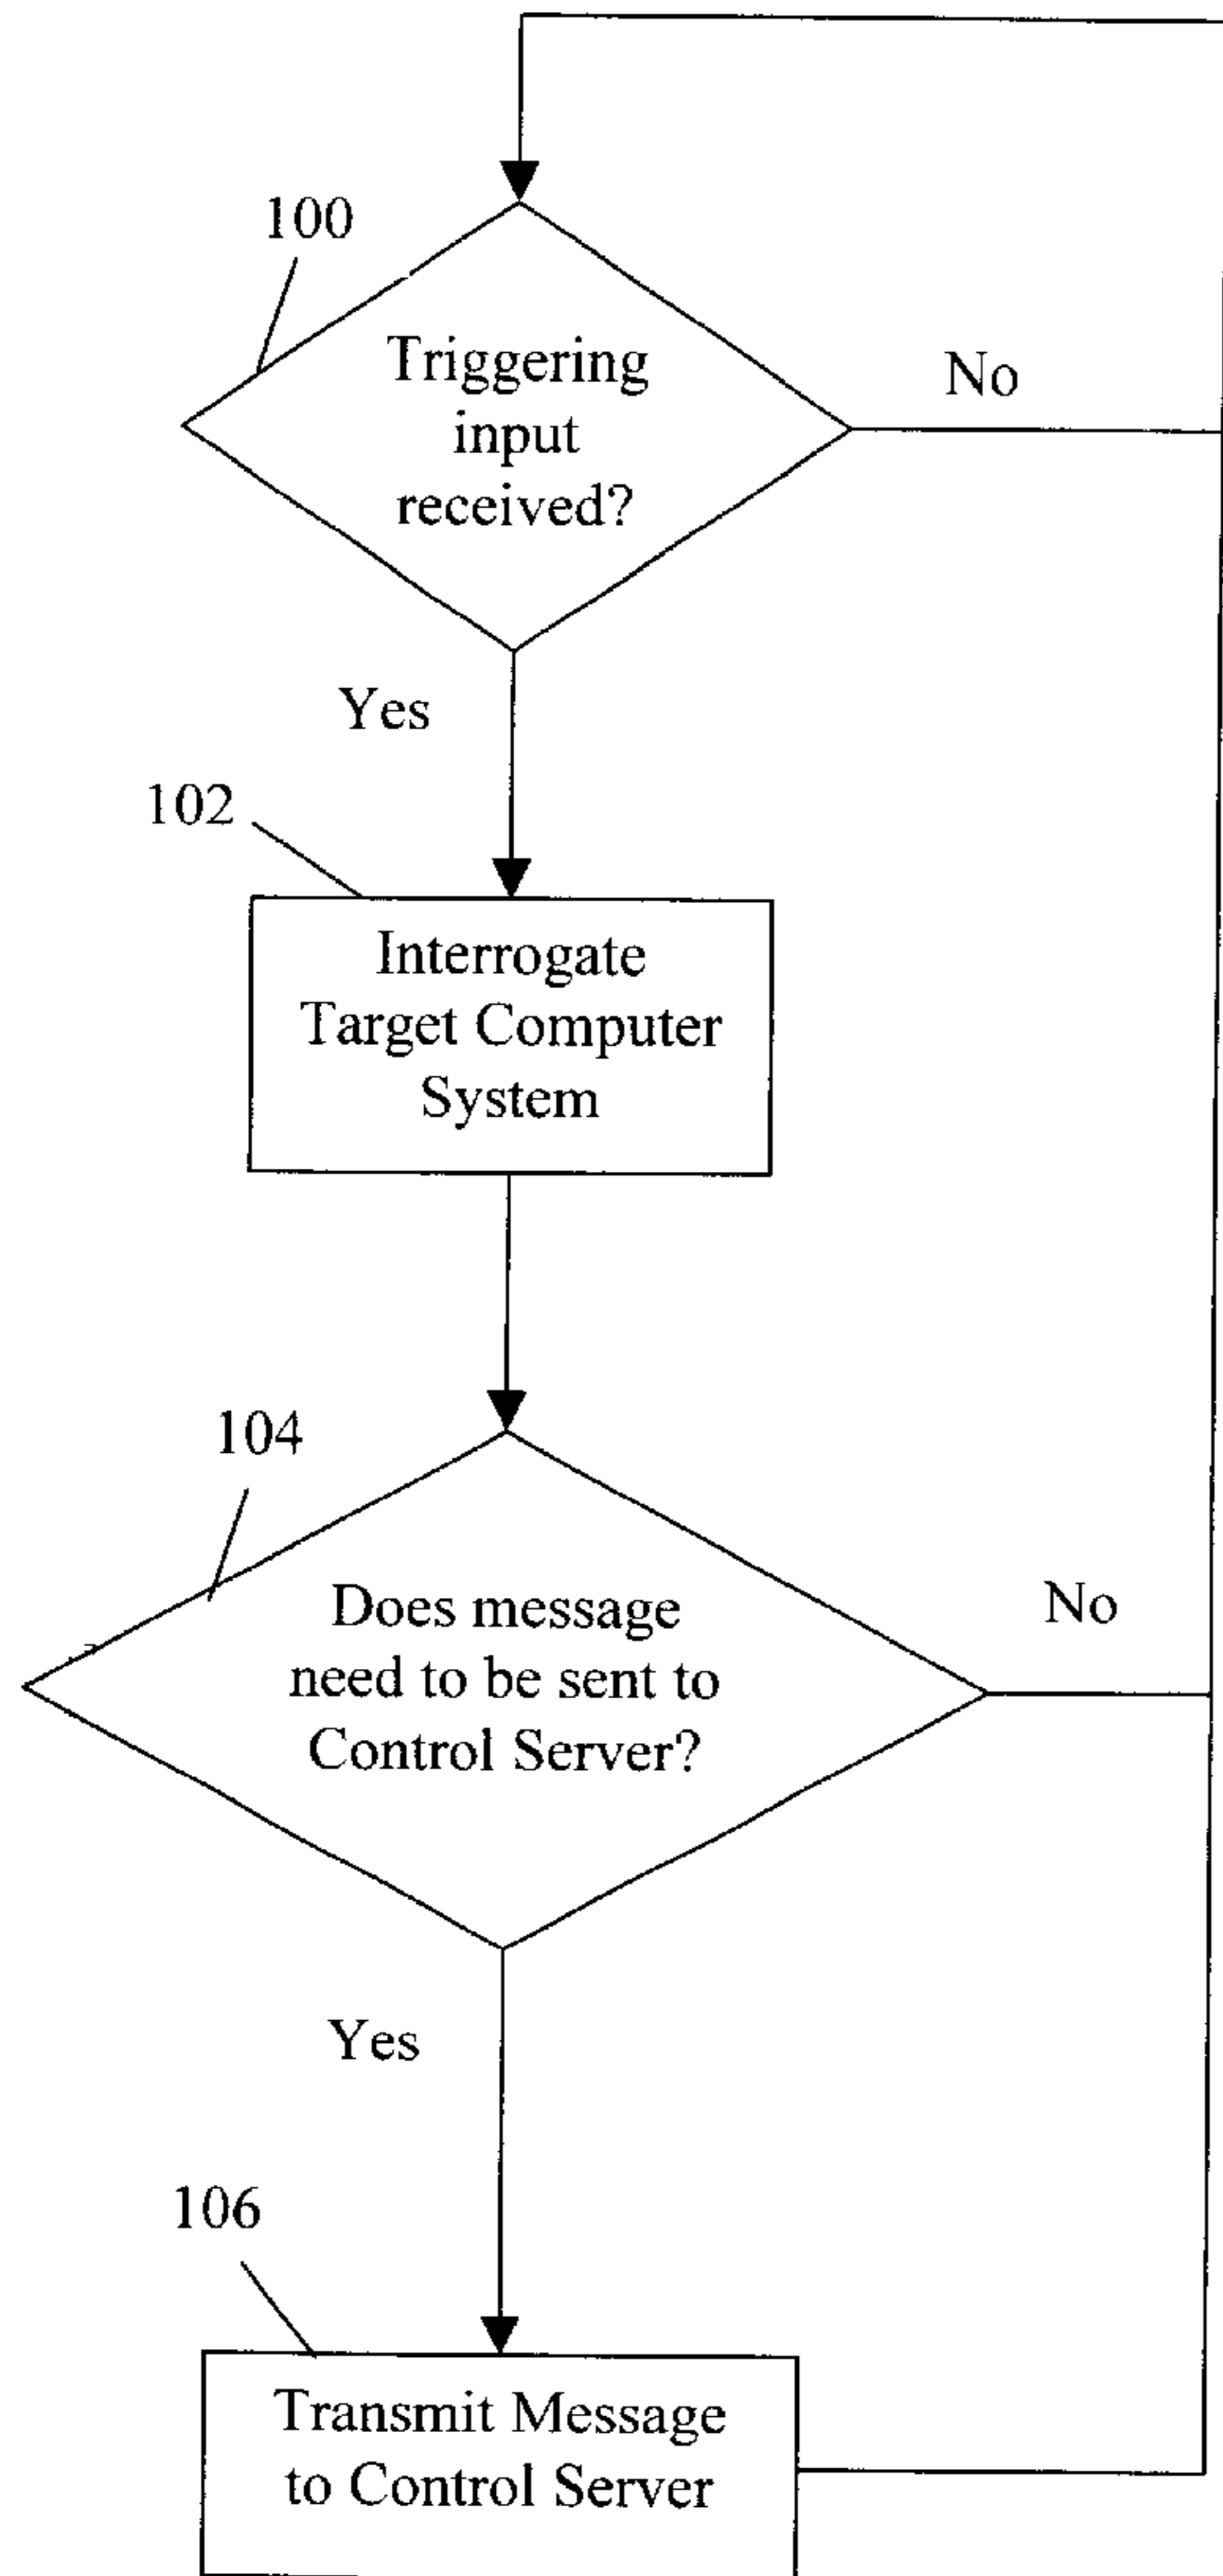 100
Triggering
input
received?
No
Yes
102
Interrogate
Target Computer
System
104
Does message
need to be sent to
Control Server?
No
Yes
106
Transmit Message
to Control Server